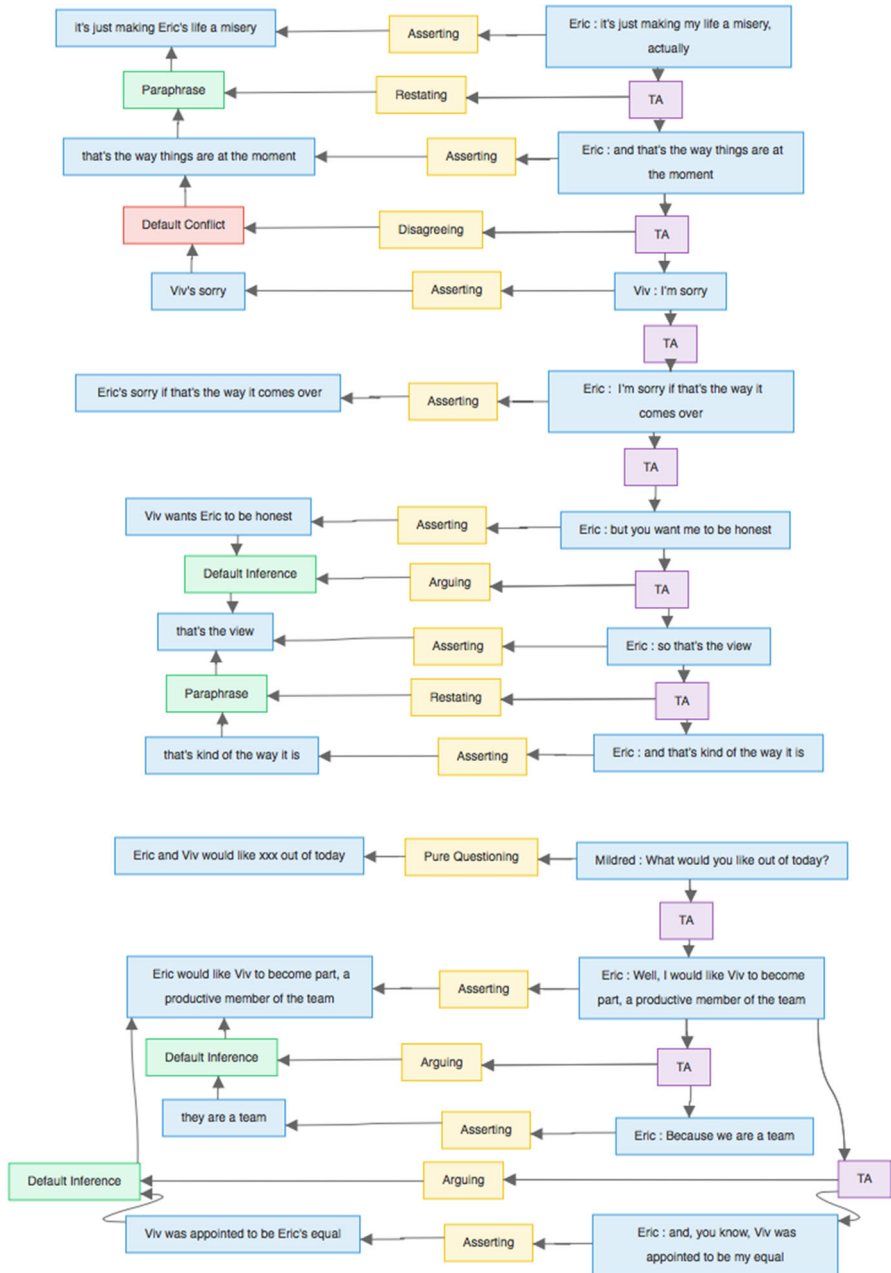 it's just making Eric's life a misery
Asserting
Eric : it's just making my life a misery,
actually
Paraphrase
Restating
TA
that's the way things are at the moment
Asserting
Eric : and that's the way things are at
the moment
Default Conflict
Disagreeing
TA
Viv's sorry
Asserting
Viv : I'm sorry
TA
Eric's sorry if that's the way it comes over
Asserting
Eric : I'm sorry if that's the way it
comes over
TA
Viv wants Eric to be honest
Asserting
Eric : but you want me to be honest
Default Inference
Arguing
TA
that's the view
Asserting
Eric : so that's the view
Paraphrase
Restating
TA
that's kind of the way it is
Asserting
Eric : and that's kind of the way it is
Eric and Viv would like xxx out of today
Pure Questioning
Mildred : What would you like out of today?
TA
Eric would like Viv to become part, a
productive member of the team
Asserting
Eric : Well, I would like Viv to become
part, a productive member of the team
Default Inference
Arguing
TA
they are a team
Asserting
Eric : Because we are a team
Default Inference
Arguing
TA
Viv was appointed to be Eric's equal
Asserting
Eric : and, you know, Viv was
appointed to be my equal